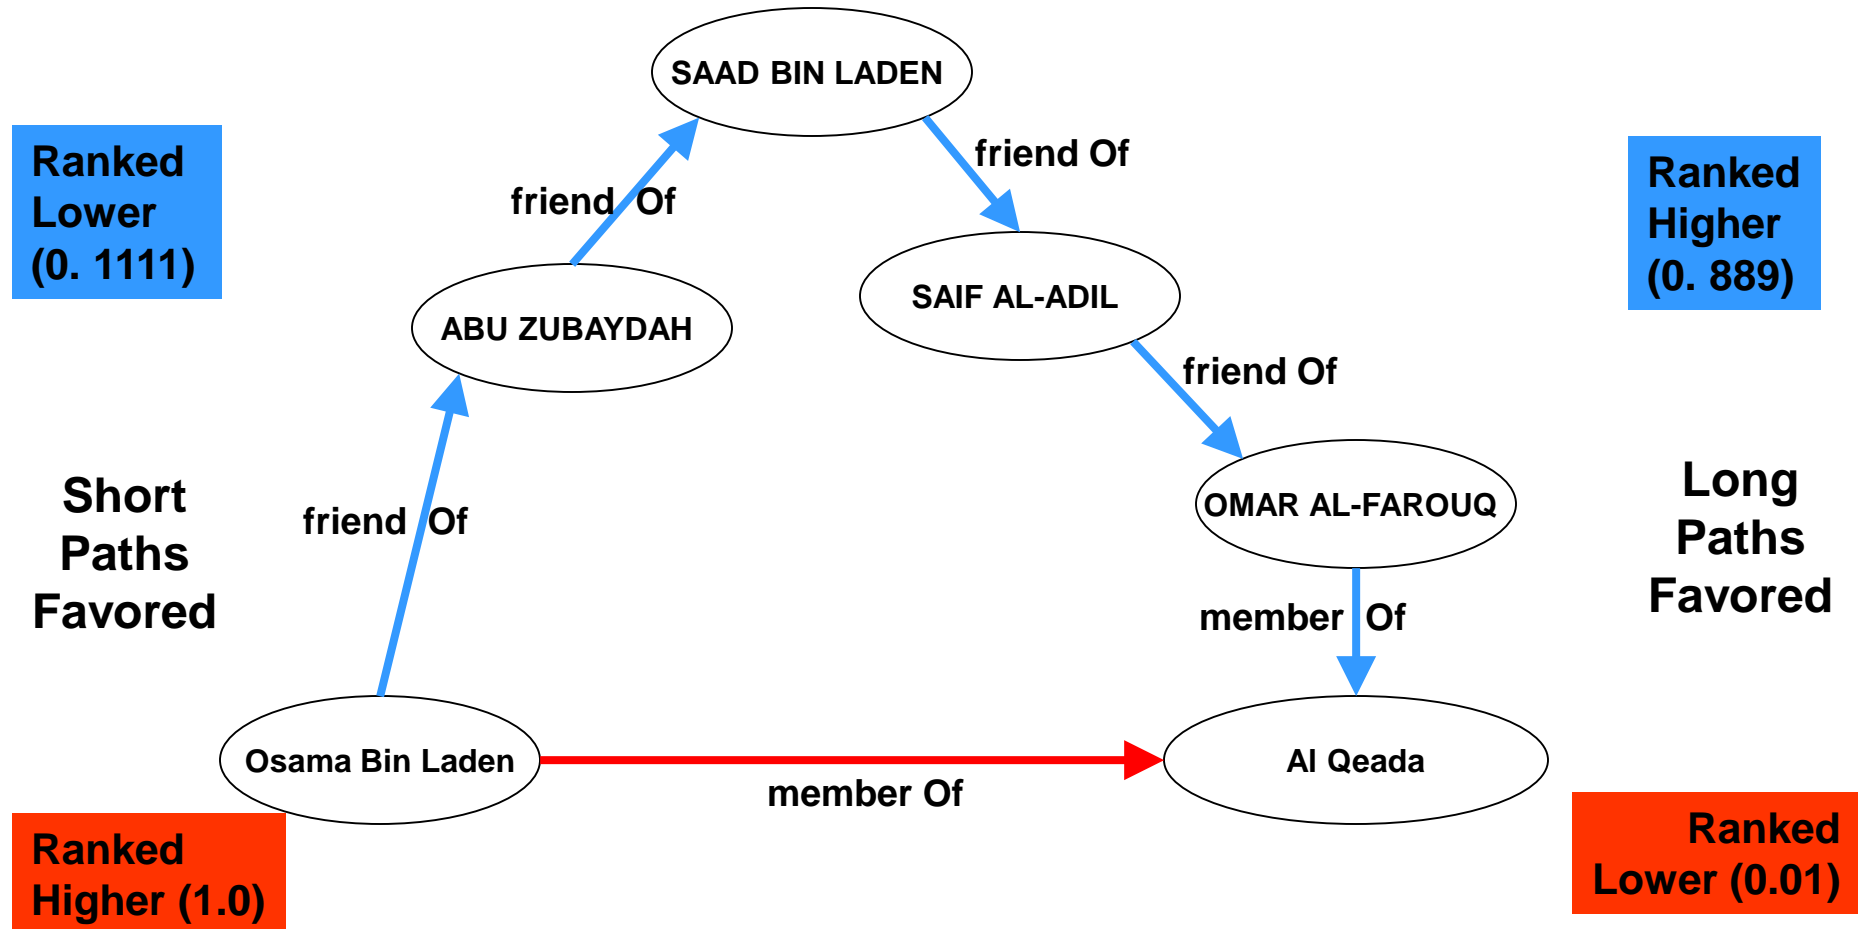 SAAD BIN LADEN
Ranked
Lower
(0. 1111)
friend Of
friend Of
Ranked
Higher
(0. 889)
ABU ZUBAYDAH
SAIF AL-ADIL
friend Of
Short
Paths
Favored
friend Of
OMAR AL-FAROUQ
Long
Paths
Favored
member Of
Osama Bin Laden
member Of
Al Qeada
Ranked
Higher (1.0)
Ranked
Lower (0.01)